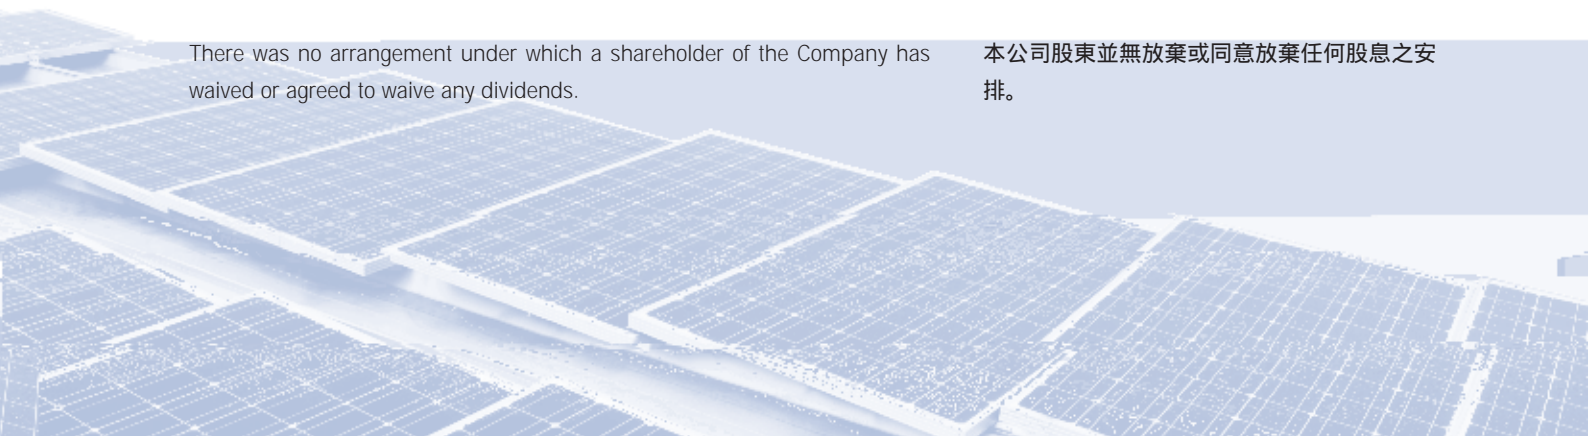 There was no arrangement under which a shareholder of the Company has
waived or agreed to waive any dividends.
本公司股東並無放棄或同意放棄任何股息之安
排。